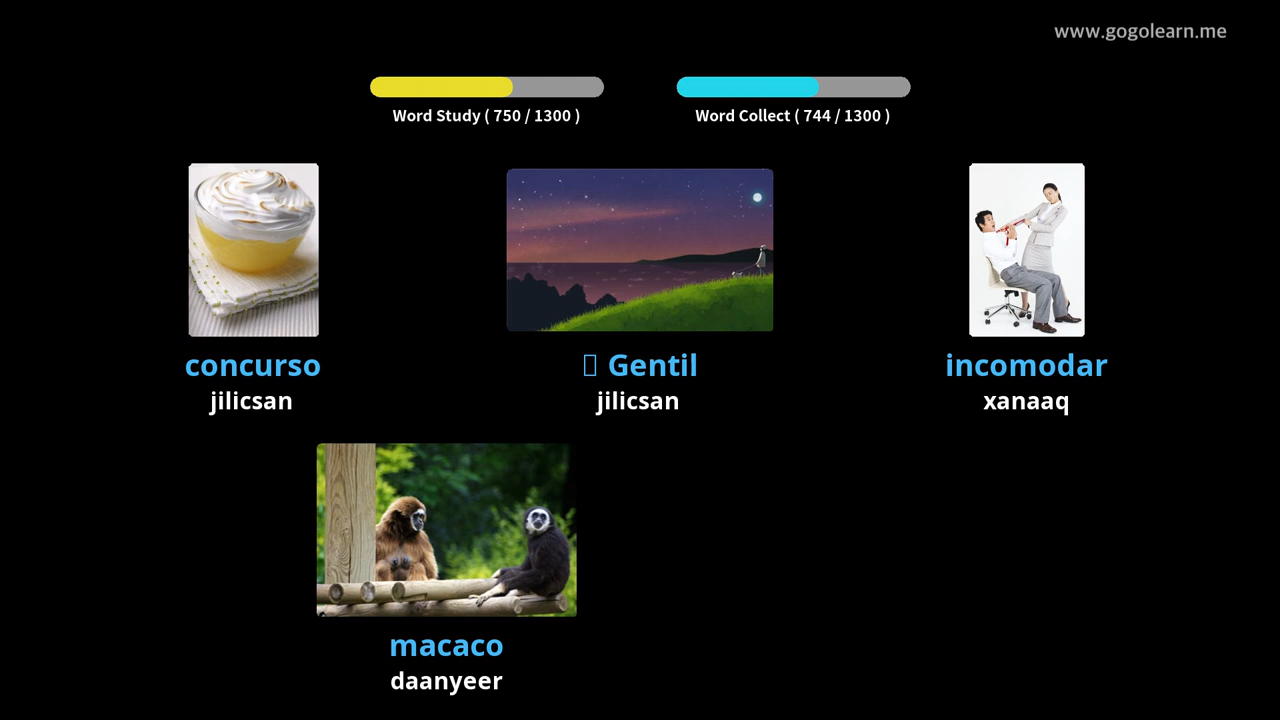 www.gogolearn.me
Word Study ( 750 / 1300 )
Word Collect ( 744 / 1300 )
concurso
jilicsan
▯ Gentil
jilicsan
incomodar
xanaaq
macaco
daanyeer